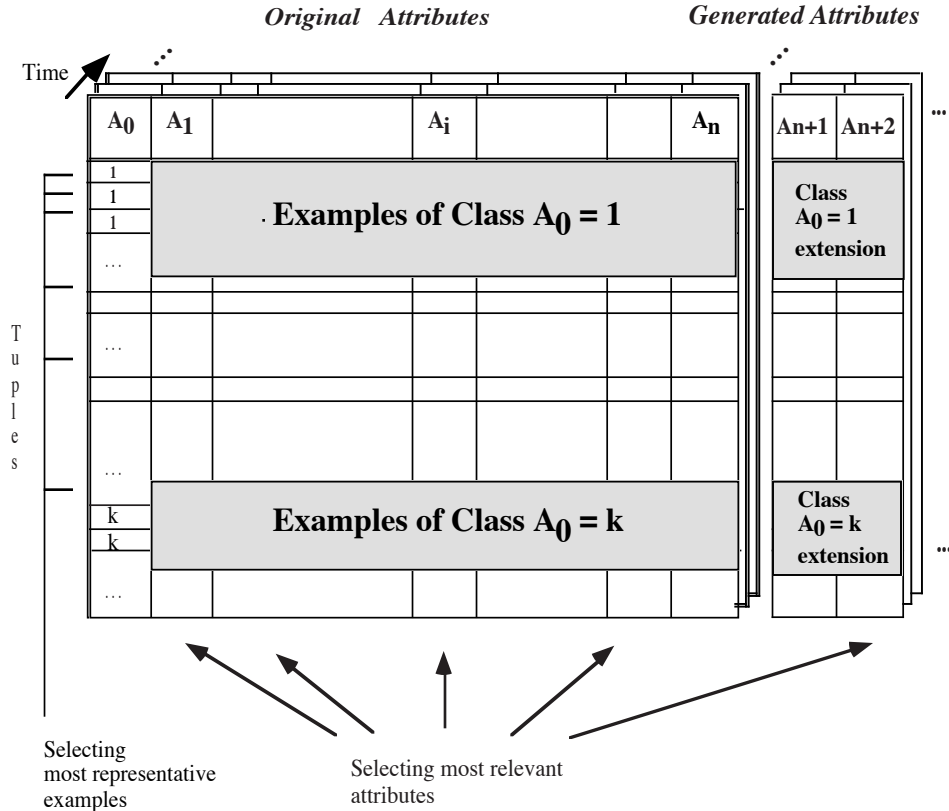 Original Attributes
Generated Attributes
Time
...
...
A0 A1 Ai An
An+1 An+2 ...
1
1
1
...
Examples of Class A0 = 1
Class
A0 = 1
extension
Tuples
...
...
k
k
...
Examples of Class A0 = k
Class
A0 = k
extension
...
Selecting
most representative
examples
Selecting most relevant
attributes